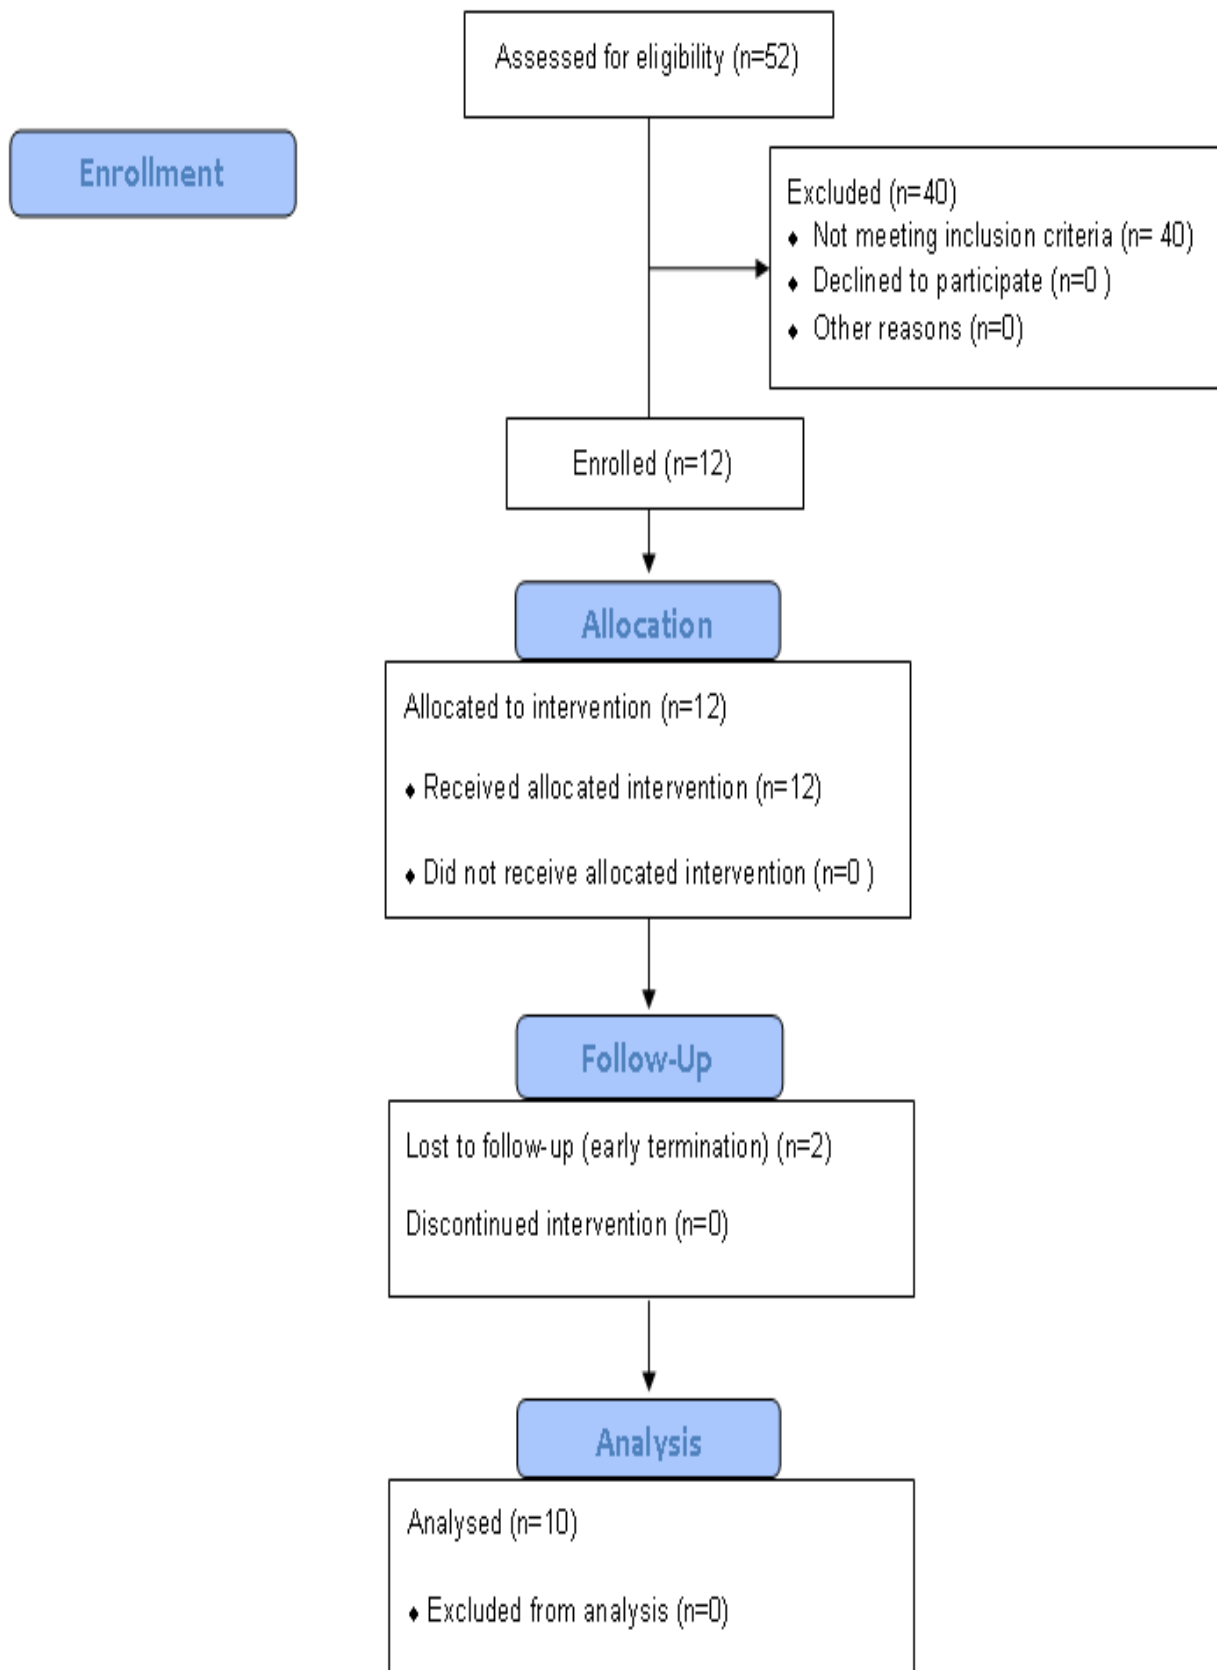 Assessed for eligibility (n=52)
Enrollment
Excluded (n=40)
♦ Not meeting inclusion criteria (n= 40)
♦ Declined to participate (n=0 )
♦ Other reasons (n=0)
Enrolled (n=12)
Allocation
Allocated to intervention (n=12)
♦ Received allocated intervention (n=12)
♦ Did not receive allocated intervention (n=0 )
Follow-Up
Lost to follow-up (early termination) (n=2)
Discontinued intervention (n=0)
Analysis
Analysed (n=10)
♦ Excluded from analysis (n=0)